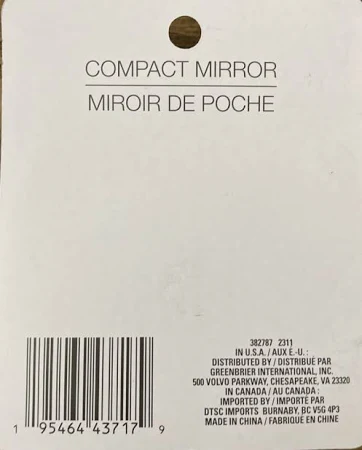 COMPACT MIRROR
MIROIR DE POCHE
382787 2311
IN U.S.A. / AUX É.-U. :
DISTRIBUTED BY / DISTRIBUÉ PAR
GREENBRIER INTERNATIONAL, INC.
500 VOLVO PARKWAY, CHESAPEAKE, VA 23320
IN CANADA / AU CANADA :
IMPORTED BY / IMPORTÉ PAR
DTSC IMPORTS BURNABY, BC V5G 4P3
MADE IN CHINA / FABRIQUÉ EN CHINE
1 95464 43717 9